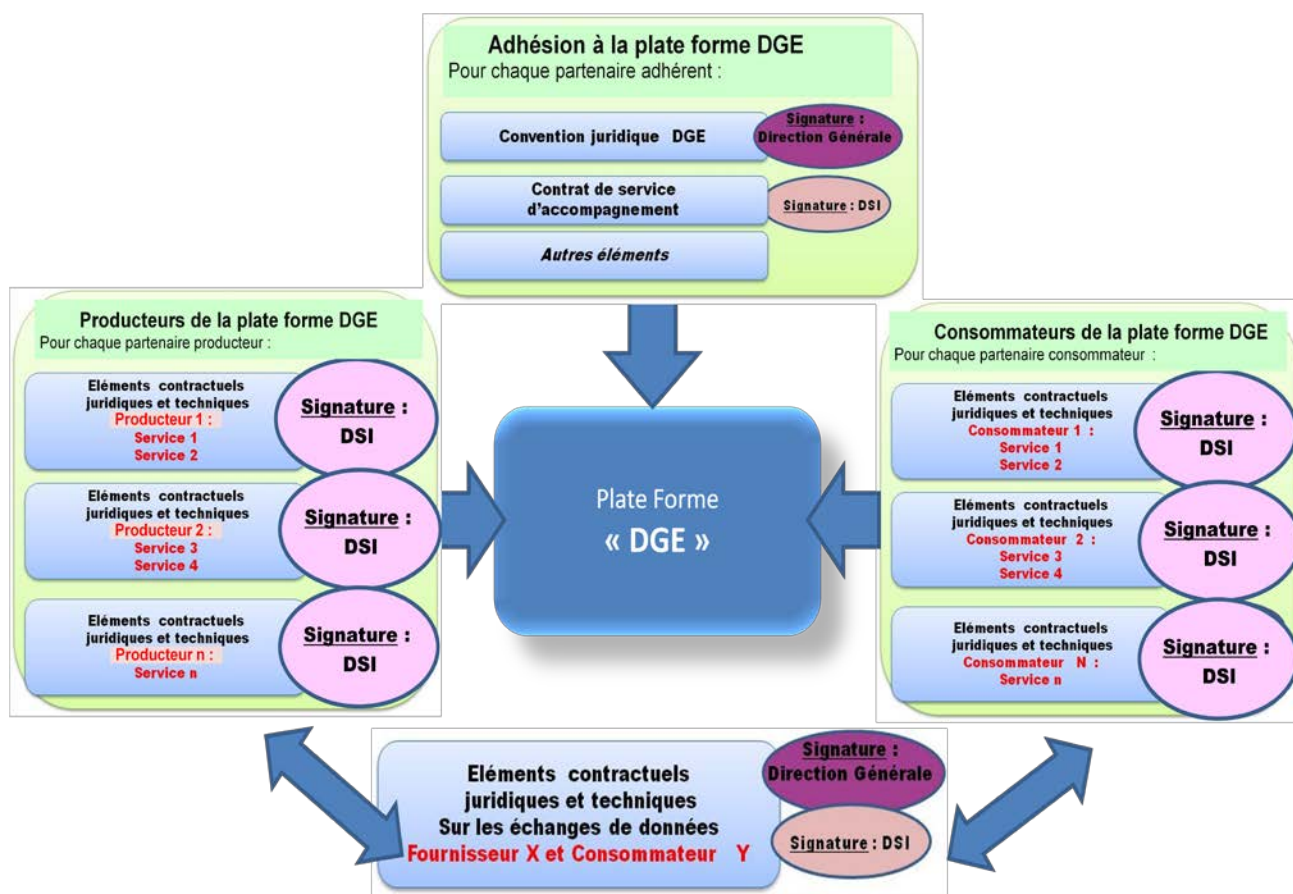 Adhésion à la plate forme DGE
Pour chaque partenaire adhérent :
Convention juridique DGE
Signature :
Direction Générale
Contrat de service
d'accompagnement
Signature : DSI
Autres éléments
Producteurs de la plate forme DGE
Pour chaque partenaire producteur :
Eléments contractuels
juridiques et techniques
Producteur 1 :
Service 1
Service 2
Signature :
DSI
Eléments contractuels
juridiques et techniques
Producteur 2 :
Service 3
Service 4
Signature :
DSI
Eléments contractuels
juridiques et techniques
Producteur n :
Service n
Signature :
DSI
Plate Forme
« DGE »
Consommateurs de la plate forme DGE
Pour chaque partenaire consommateur :
Eléments contractuels
juridiques et techniques
Consommateur 1 :
Service 1
Service 2
Signature :
DSI
Eléments contractuels
juridiques et techniques
Consommateur 2 :
Service 3
Service 4
Signature :
DSI
Eléments contractuels
juridiques et techniques
Consommateur N :
Service n
Signature :
DSI
Eléments contractuels
juridiques et techniques
Sur les échanges de données
Fournisseur X et Consommateur Y
Signature :
Direction Générale
Signature : DSI